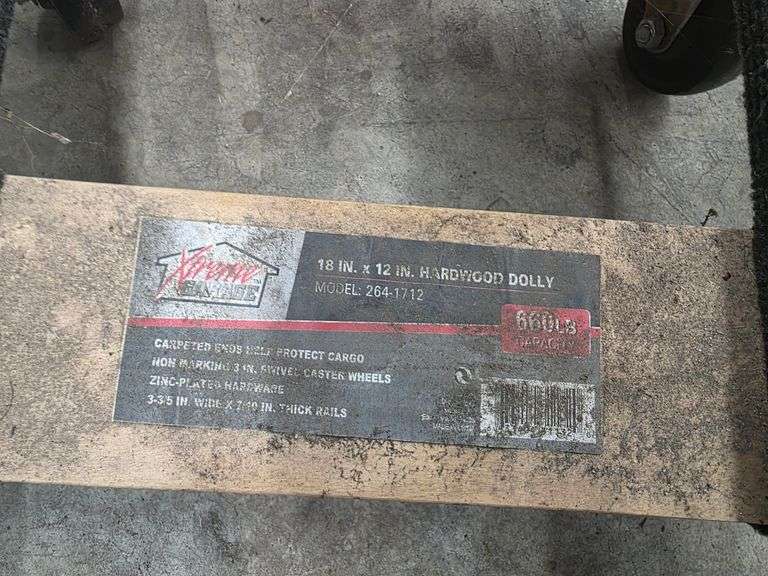 Xtreme
GARAGE™
18 IN. X 12 IN. HARDWOOD DOLLY
MODEL: 264-1712
660LB
CAPACITY
CARPETED ENDS HELP PROTECT CARGO
NON MARKING 3 IN. SWIVEL CASTER WHEELS
ZINC-PLATED HARDWARE
3-3/5 IN. WIDE X 7/10 IN. THICK RAILS